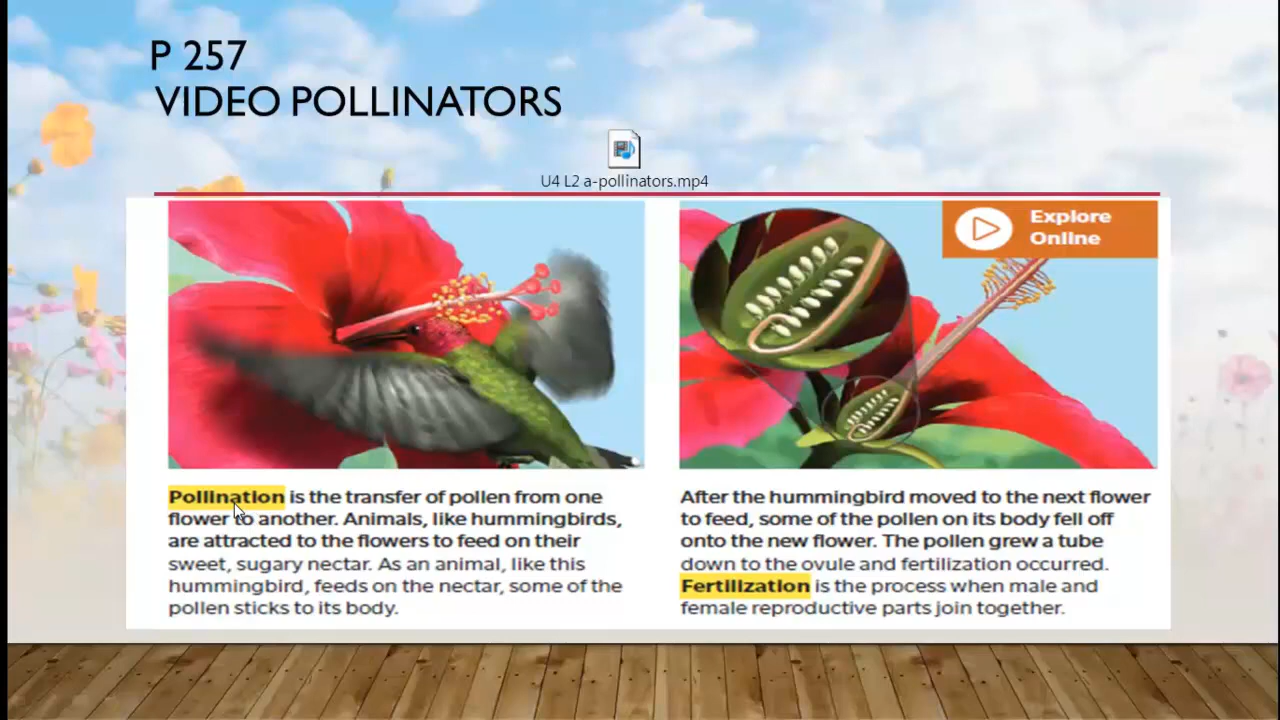 P 257
VIDEO POLLINATORS
U4 L2 a-pollinators.mp4
Explore
Online
Pollination is the transfer of pollen from one
flower to another. Animals, like hummingbirds,
are attracted to the flowers to feed on their
sweet, sugary nectar. As an animal, like this
hummingbird, feeds on the nectar, some of the
pollen sticks to its body.
After the hummingbird moved to the next flower
to feed, some of the pollen on its body fell off
onto the new flower. The pollen grew a tube
down to the ovule and fertilization occurred.
Fertilization is the process when male and
female reproductive parts join together.